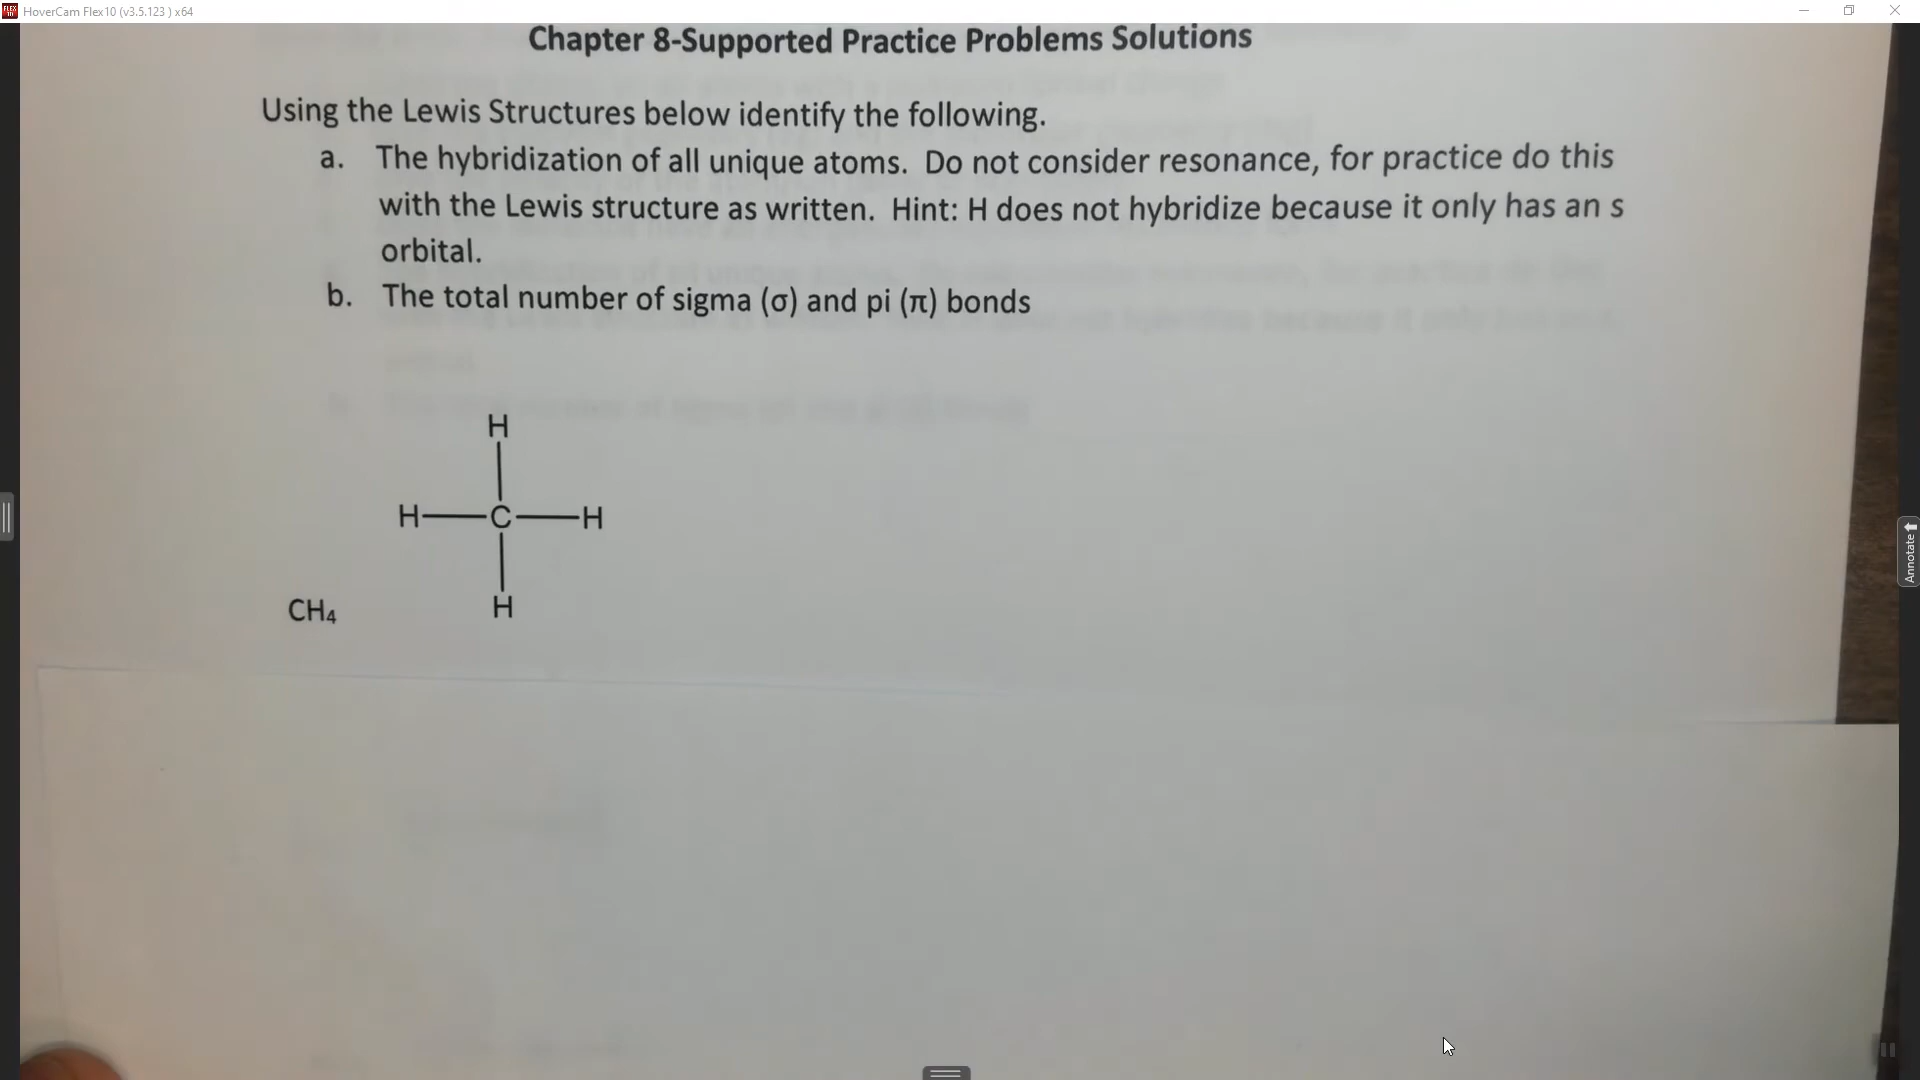 HoverCam Flex10 (v3.5.123 ) x64
Chapter 8-Supported Practice Problems Solutions
Using the Lewis Structures below identify the following.
a. The hybridization of all unique atoms. Do not consider resonance, for practice do this
with the Lewis structure as written. Hint: H does not hybridize because it only has an s
orbital.
b. The total number of sigma (σ) and pi (π) bonds
H
H C H
H
CH₄
Annotate